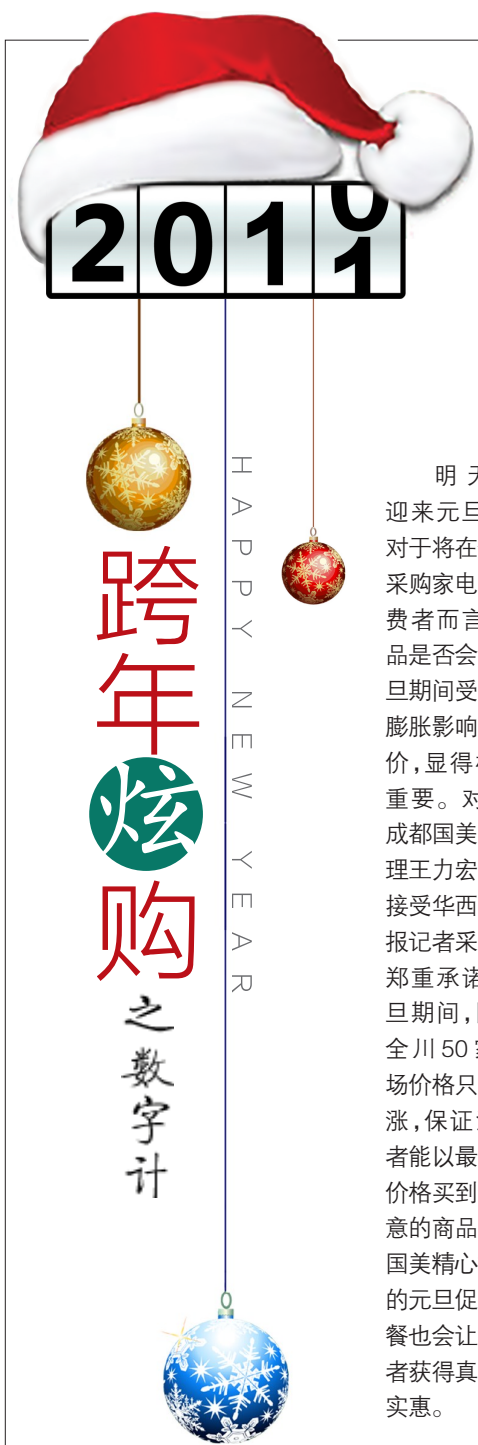 2010
1
跨年炫购
之数字计
HAPPY NEW YEAR
明天
迎来元旦
对于将在
采购家电
费者而言
品是否会
旦期间受
膨胀影响
价,显得
重要。对
成都国美
理王力宏
接受华西
报记者采
郑重承诺
旦期间,
全川50
场价格只
涨,保证
者能以最
价格买到
意的商品
国美精心
的元旦促
餐也会让
者获得真
实惠。